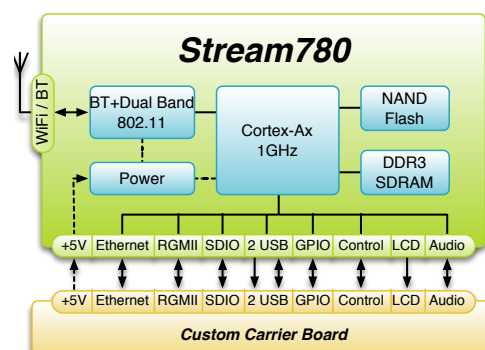 Stream780
WiFi / BT
BT+Dual Band
802.11
Cortex-Ax
1GHz
NAND
Flash
Power
DDR3
SDRAM
+5V Ethernet RGMII SDIO 2 USB GPIO Control LCD Audio
+5V Ethernet RGMII SDIO 2 USB GPIO Control LCD Audio
Custom Carrier Board